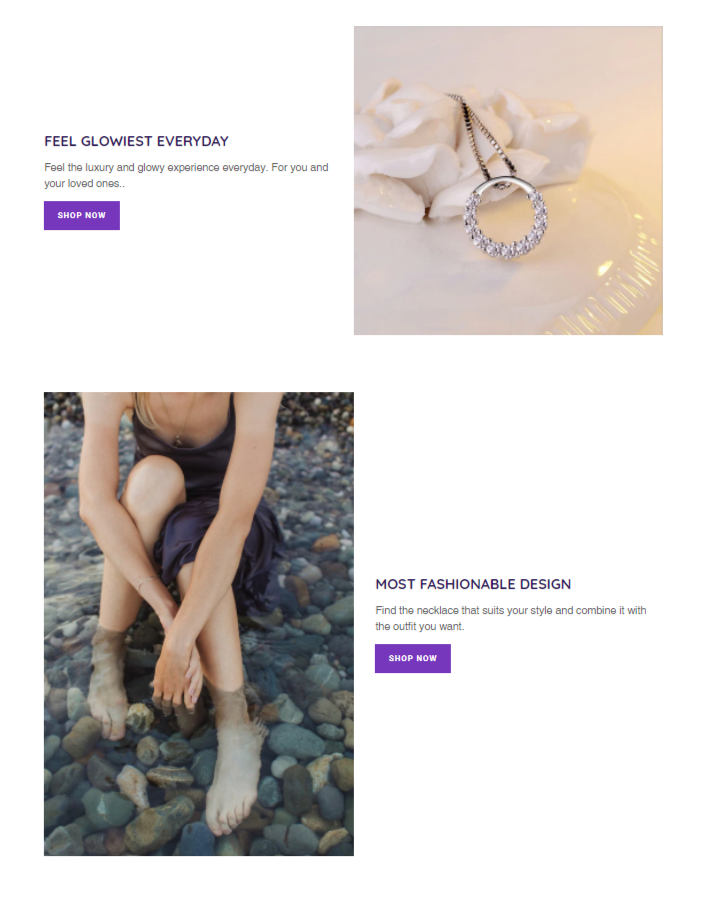 FEEL GLOWIEST EVERYDAY
Feel the luxury and glowy experience everyday. For you and
your loved ones..
SHOP NOW
MOST FASHIONABLE DESIGN
Find the necklace that suits your style and combine it with
the outfit you want.
SHOP NOW